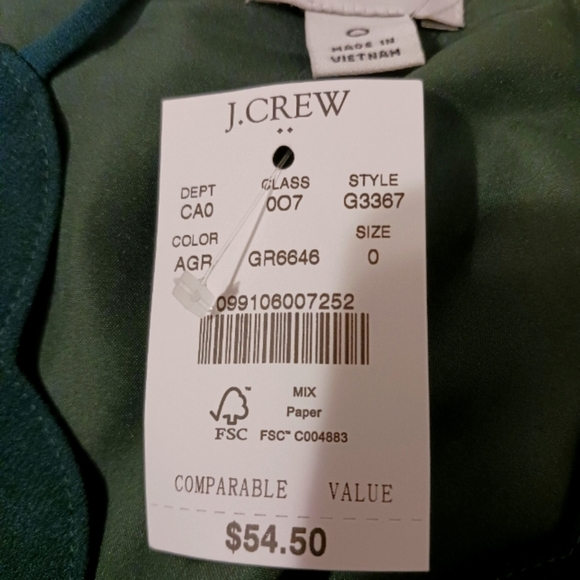 0
MADE IN
VIETNAM
J.CREW
DEPT CLASS STYLE
CA0 0O7 G3367
COLOR SIZE
AGR GR6646 0
099106007252
MIX
Paper
FSC™ C004883
FSC
COMPARABLE VALUE
$54.50